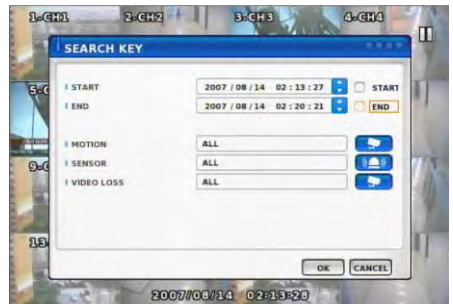 1.CH1 2.CH2 3.CH3 4.CH4
SEARCH KEY
START 2007 / 08 / 14 02 : 13 : 27 START
END 2007 / 08 / 14 02 : 20 : 21 END
MOTION ALL
SENSOR ALL
VIDEO LOSS ALL
OK CANCEL
2007/08/14 02:13:28